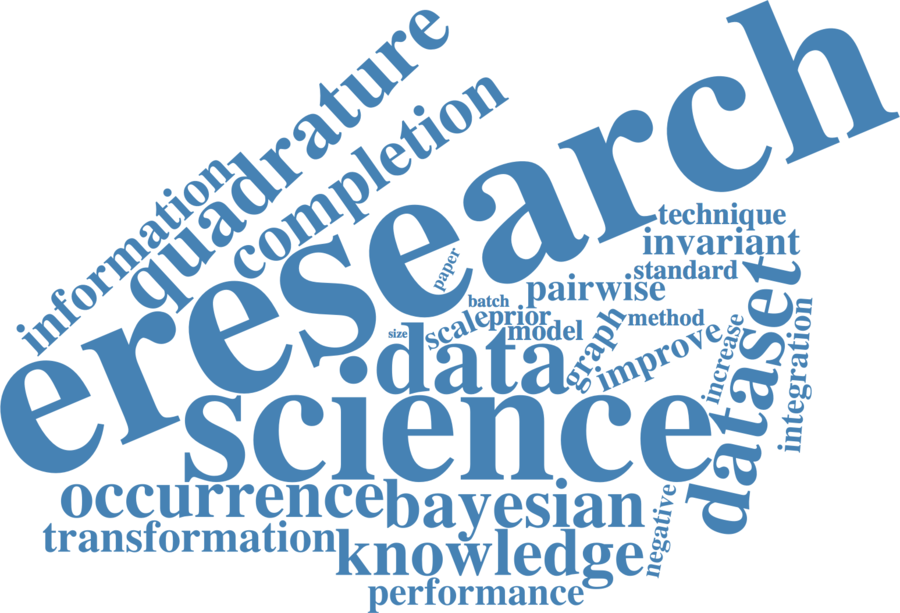 quadrature
completion
information
eresearch
technique
invariant
standard
paper
pairwise
batch
prior
scale
model
size
data
graph
method
improve
increase
dataset
integration
science
occurrence
bayesian
negative
transformation
knowledge
performance